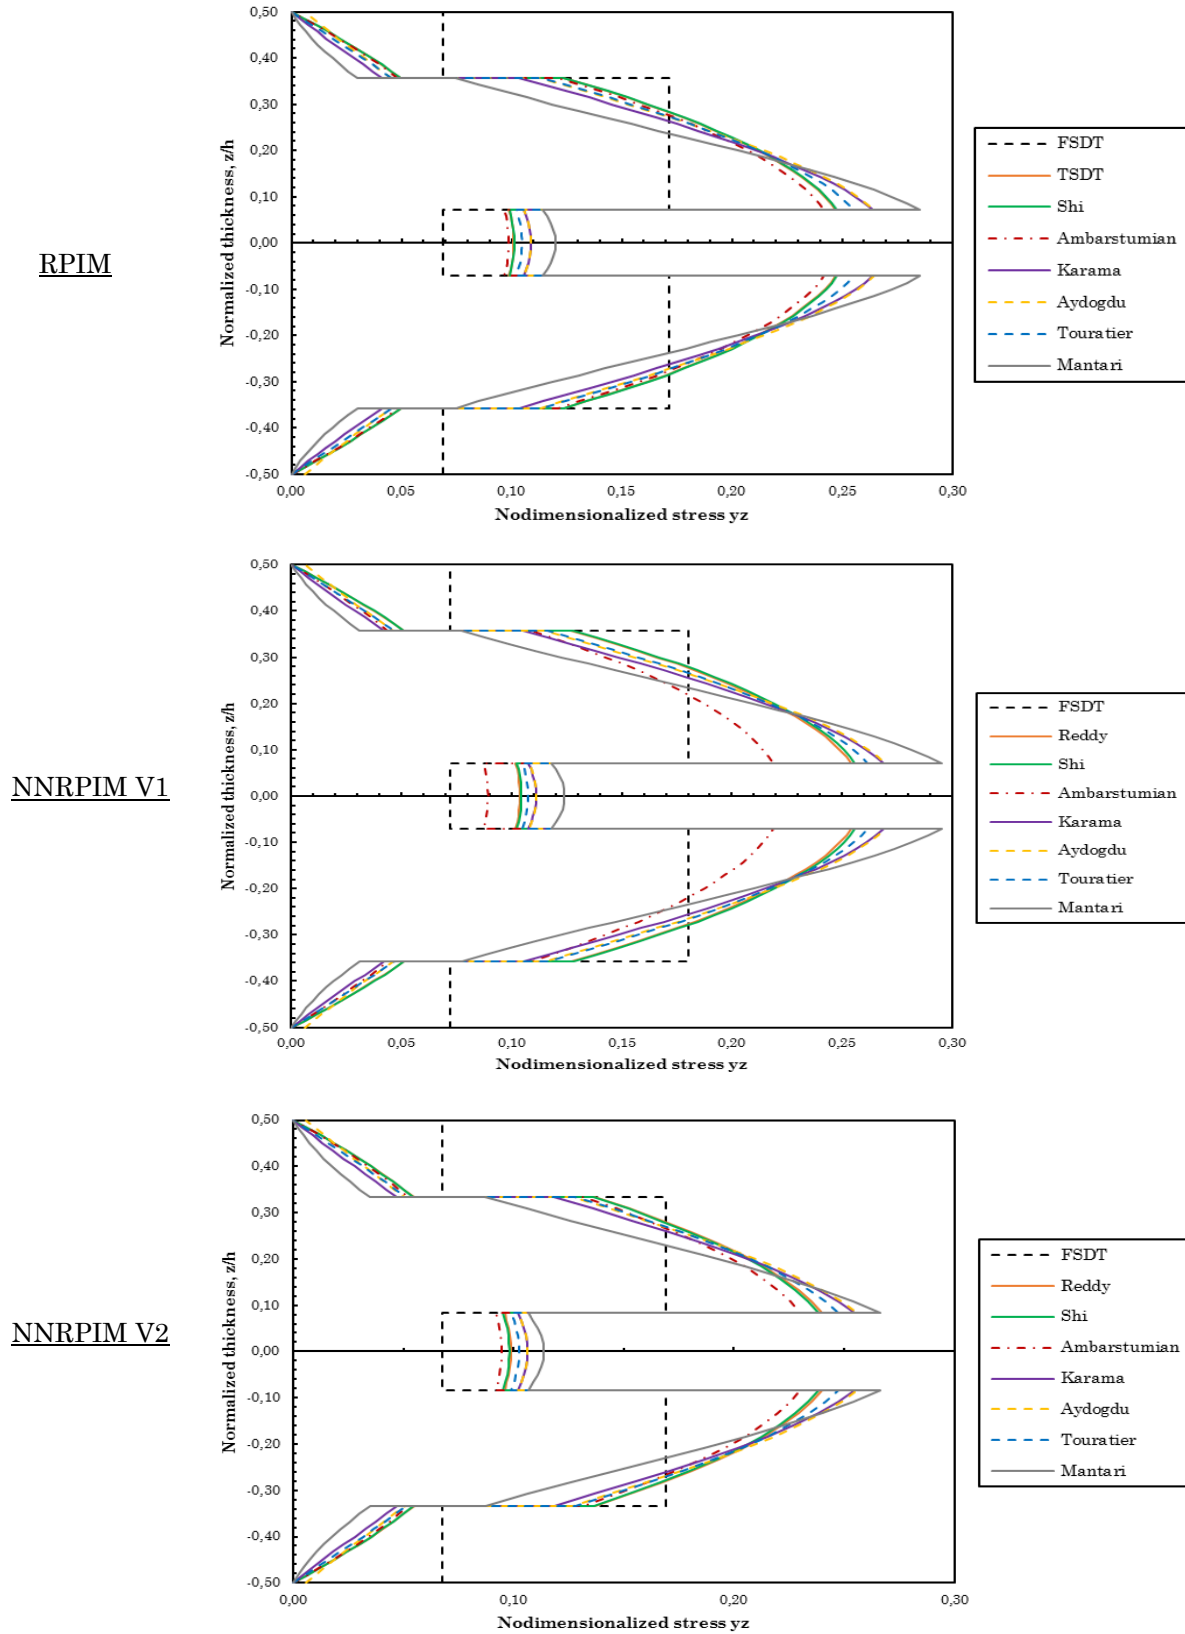 RPIM
Normalized thickness, z/h
0,50
0,40
0,30
0,20
0,10
0,00
-0,10
-0,20
-0,30
-0,40
-0,50
0,00 0,05 0,10 0,15 0,20 0,25 0,30
Nodimensionalized stress yz
FSDT
TSDT
Shi
Ambarstumian
Karama
Aydogdu
Touratier
Mantari
NNRPIM V1
Normalized thickness, z/h
0,50
0,40
0,30
0,20
0,10
0,00
-0,10
-0,20
-0,30
-0,40
-0,50
0,00 0,05 0,10 0,15 0,20 0,25 0,30
Nodimensionalized stress yz
FSDT
Reddy
Shi
Ambarstumian
Karama
Aydogdu
Touratier
Mantari
NNRPIM V2
Normalized thickness, z/h
0,50
0,40
0,30
0,20
0,10
0,00
-0,10
-0,20
-0,30
-0,40
-0,50
0,00 0,10 0,20 0,30
Nodimensionalized stress yz
FSDT
Reddy
Shi
Ambarstumian
Karama
Aydogdu
Touratier
Mantari